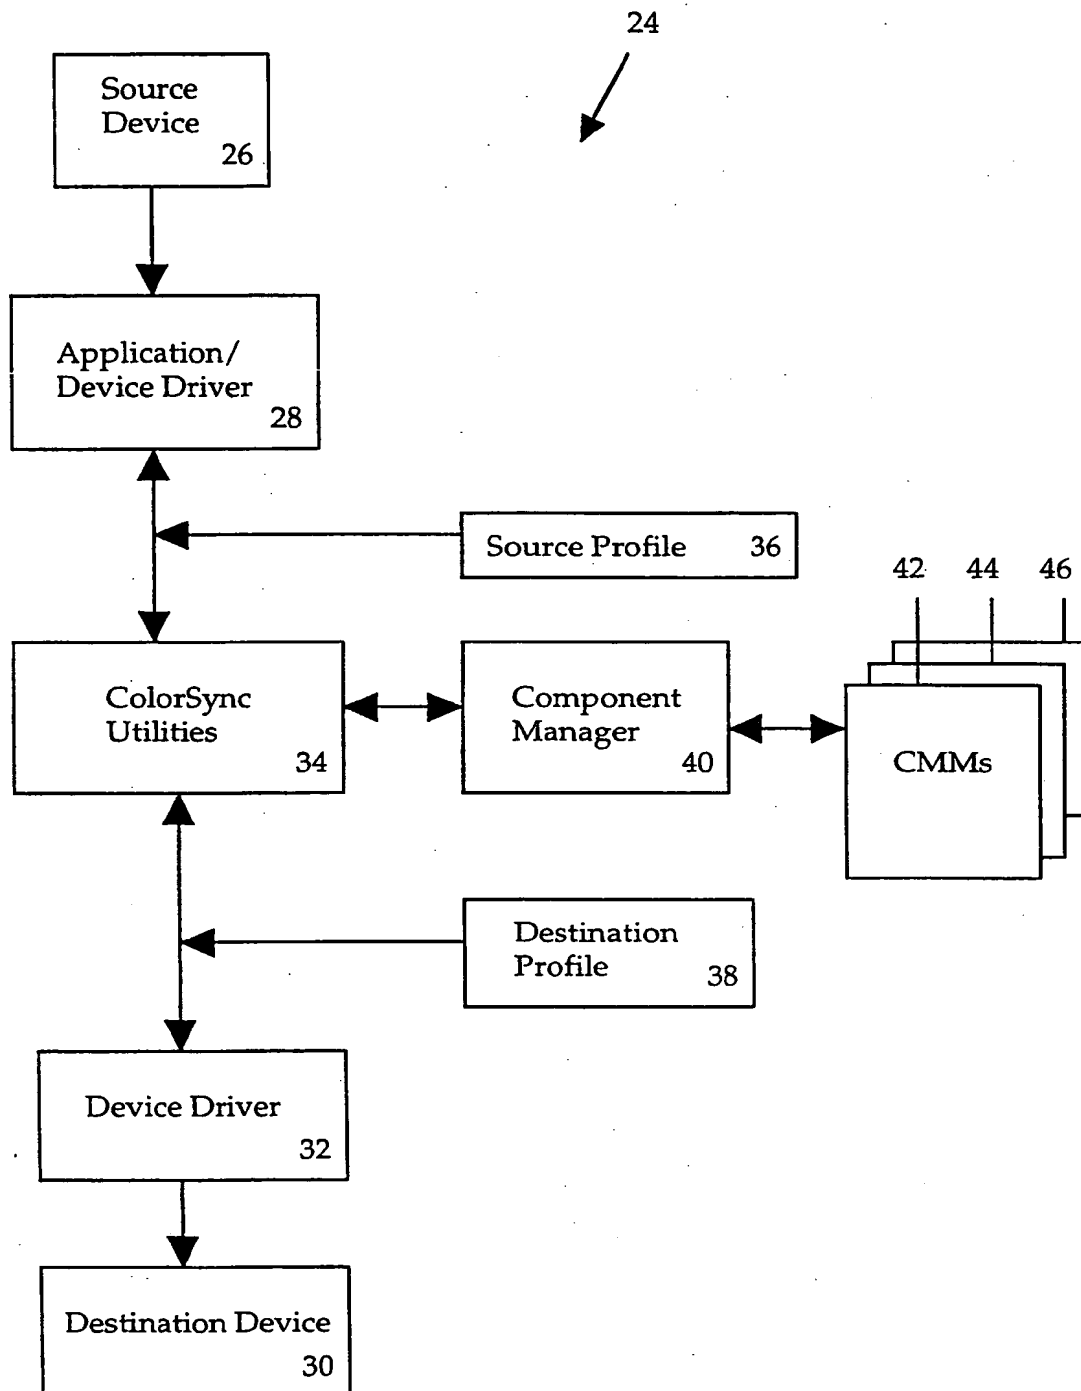 24
Source
Device
26
Application/
Device Driver
28
Source Profile 36
42 44 46
ColorSync
Utilities
34
Component
Manager
40
CMMs
Destination
Profile
38
Device Driver
32
Destination Device
30